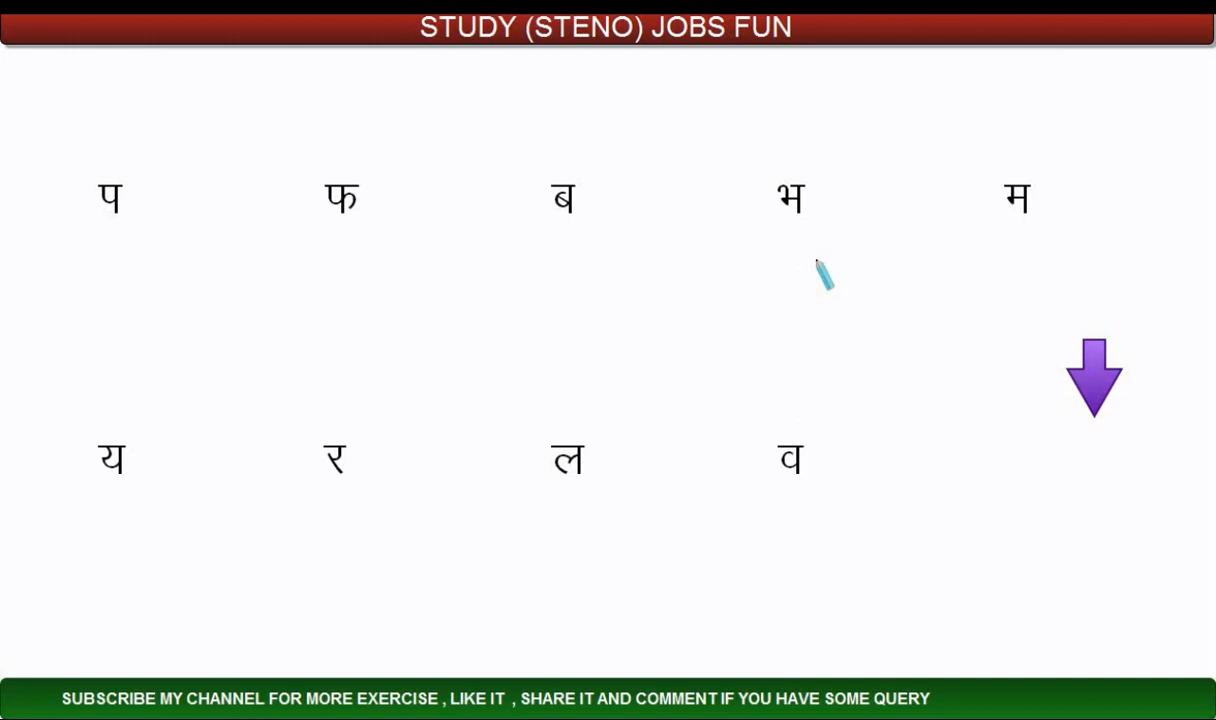 STUDY (STENO) JOBS FUN
प फ ब भ म
य र ल व
SUBSCRIBE MY CHANNEL FOR MORE EXERCISE , LIKE IT , SHARE IT AND COMMENT IF YOU HAVE SOME QUERY